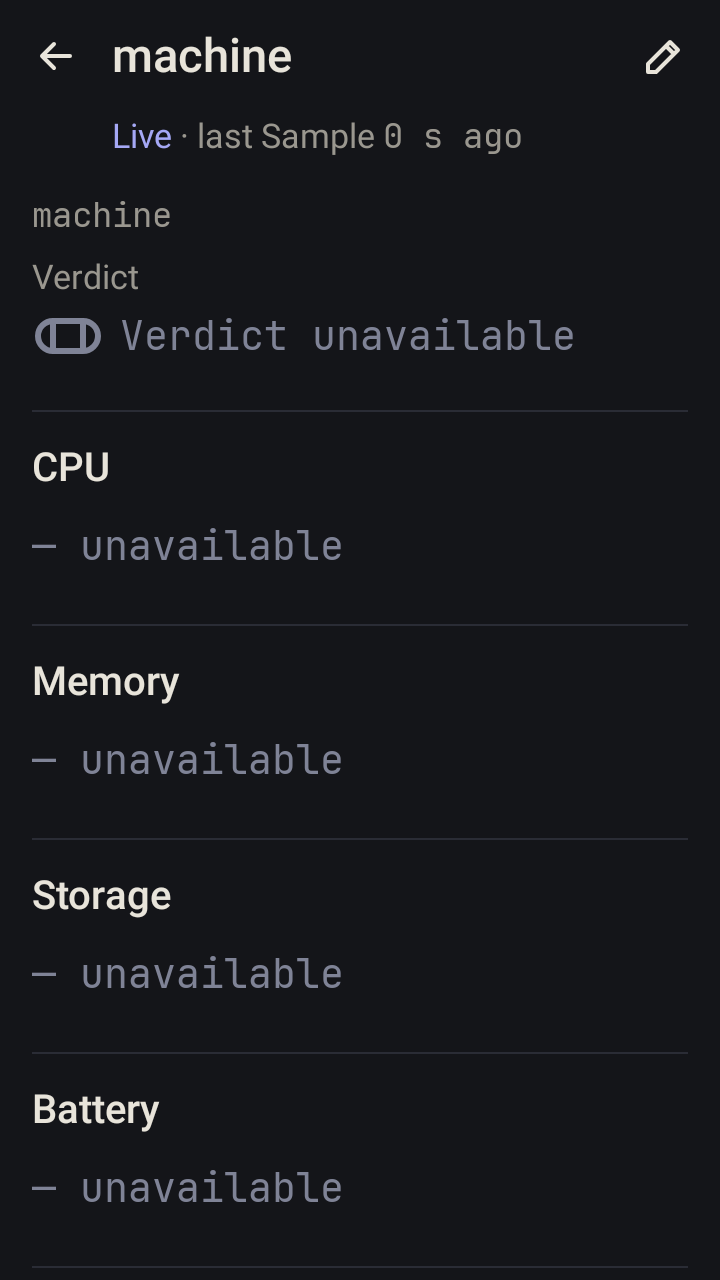 machine
Live · last Sample 0 s ago
machine
Verdict
Verdict unavailable
CPU
— unavailable
Memory
— unavailable
Storage
— unavailable
Battery
— unavailable